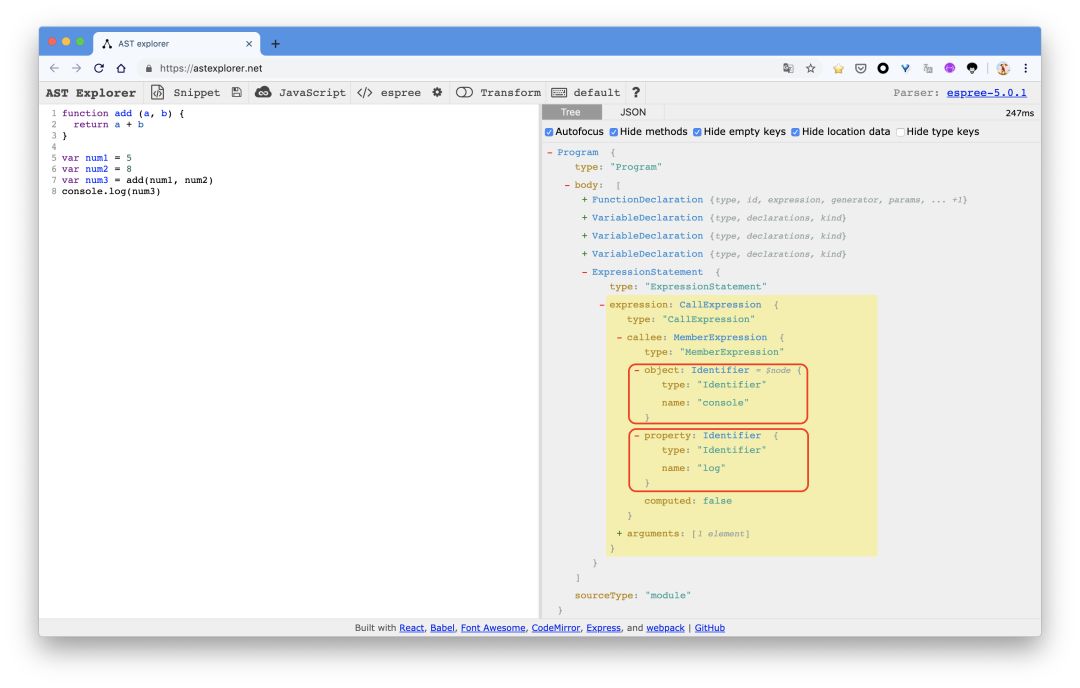 AST explorer
https://astexplorer.net
AST Explorer Snippet JavaScript </> espree Transform default ? Parser: espree-5.0.1
Tree JSON 247ms
Autofocus Hide methods Hide empty keys Hide location data Hide type keys
1 function add (a, b) {
2 return a + b
3 }
4
5 var num1 = 5
6 var num2 = 8
7 var num3 = add(num1, num2)
8 console.log(num3)
- Program {
type: "Program"
- body: [
+ FunctionDeclaration {type, id, expression, generator, params, ... +1}
+ VariableDeclaration {type, declarations, kind}
+ VariableDeclaration {type, declarations, kind}
+ VariableDeclaration {type, declarations, kind}
- ExpressionStatement {
type: "ExpressionStatement"
- expression: CallExpression {
type: "CallExpression"
- callee: MemberExpression {
type: "MemberExpression"
- object: Identifier = $node {
type: "Identifier"
name: "console"
}
- property: Identifier {
type: "Identifier"
name: "log"
}
computed: false
}
+ arguments: [1 element]
}
}
]
sourceType: "module"
}
Built with React, Babel, Font Awesome, CodeMirror, Express, and webpack | GitHub